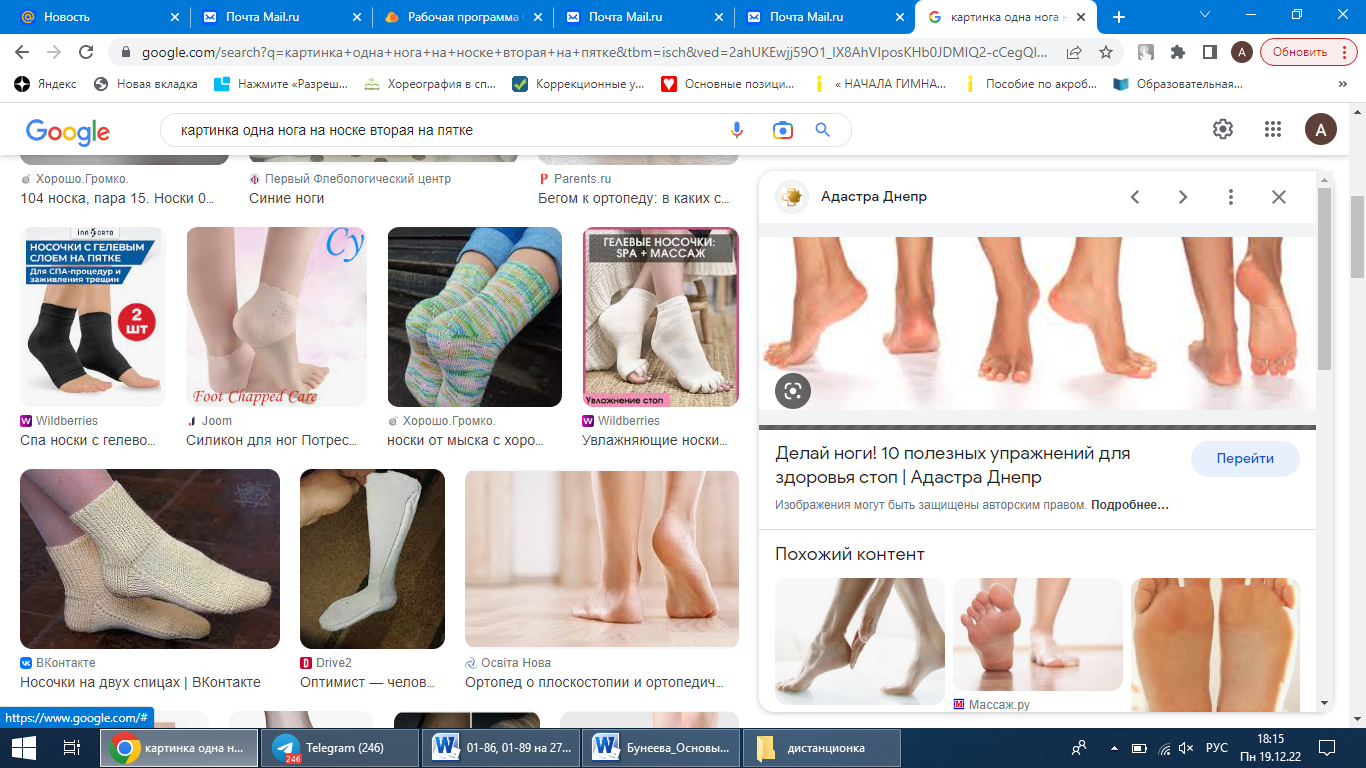 Новость
Почта Mail.ru
Рабочая программа
Почта Mail.ru
Почта Mail.ru
картинка одна нога н
google.com/search?q=картинка+одна+нога+на+носке+вторая+на+пятке&tbm=isch&ved=2ahUKEwjj59O1_IX8AhVIposKHb0JDMIQ2-cCegQI...
A
Обновить
Яндекс
Новая вкладка
Нажмите «Разреш...
Хореография в сп...
Коррекционные у...
Основные позици...
« НАЧАЛА ГИМНА...
Пособие по акроб...
Образовательная...
»
Google
картинка одна нога на носке вторая на пятке
A
Хорошо.Громко.
104 носка, пара 15. Носки 0...
Первый Флебологический центр
Синие ноги
Parents.ru
Бегом к ортопеду: в каких с...
НОСОЧКИ С ГЕЛЕВЫМ
СЛОЕМ НА ПЯТКЕ
Для СПА-процедур и
заживления трещин
2
шт
Wildberries
Спа носки с гелево...
Cy
Foot Chapped Care
Joom
Силикон для ног Потрес...
Хорошо.Громко.
носки от мыска с хоро...
ГЕЛЕВЫЕ НОСОЧКИ:
SPA + МАССАЖ
Увлажнение стоп
Wildberries
Увлажняющие носки...
ВКонтакте
Носочки на двух спицах | ВКонтакте
Drive2
Оптимист — челов...
Освіта Нова
Ортопед о плоскостопии и ортопедич...
Адастра Днепр
Делай ноги! 10 полезных упражнений для
здоровья стоп | Адастра Днепр
Перейти
Изображения могут быть защищены авторским правом. Подробнее...
Похожий контент
Массаж.ру
https://www.google.com/#
картинка одна н...
Telegram (246)
246
01-86, 01-89 на 27...
Бунеева_Основы...
дистанционка
РУС
18:15
Пн 19.12.22